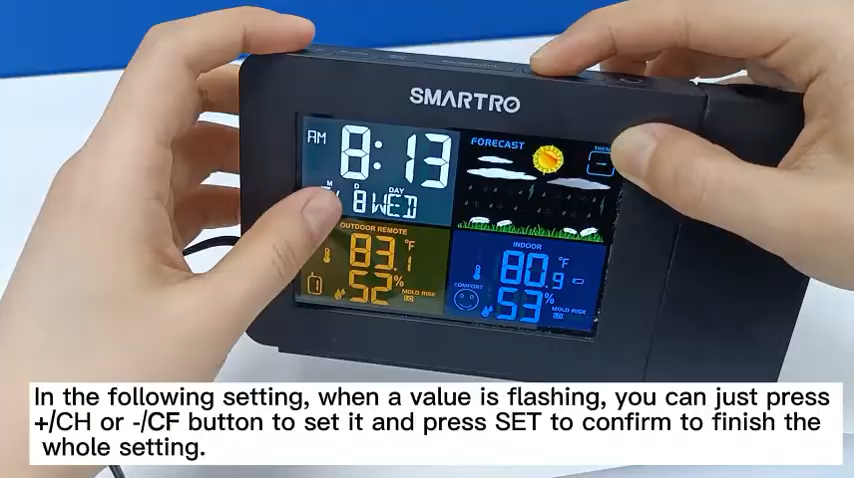 SMARTRO
AM 8:13
M D DAY
8 WED
FORECAST
OUTDOOR REMOTE
83.1 °F
1 52 %
MOLD RISK
INDOOR
80.9 °F
COMFORT
53 %
MOLD RISK
In the following setting, when a value is flashing, you can just press
+/CH or -/CF button to set it and press SET to confirm to finish the
whole setting.